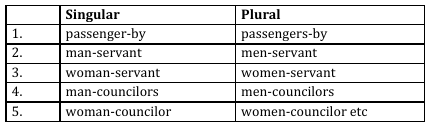 Singular Plural
1. passenger-by passengers-by
2. man-servant men-servant
3. woman-servant women-servant
4. man-councilors men-councilors
5. woman-councilor women-councilor etc